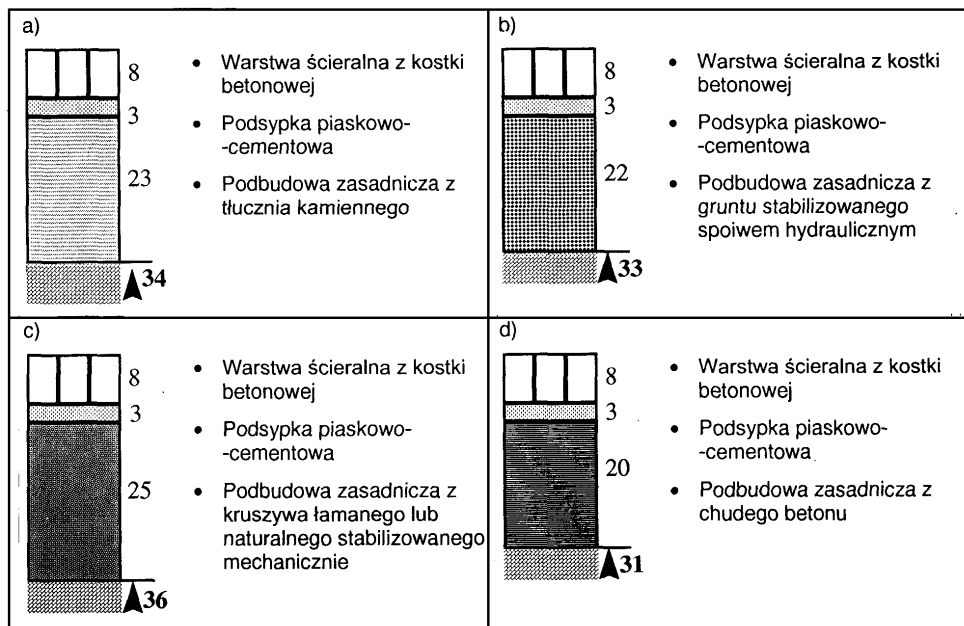 a)
8
3
23
34
• Warstwa ścieralna z kostki
betonowej
• Podsypka piaskowo-
-cementowa
• Podbudowa zasadnicza z
tłucznia kamiennego
b)
8
3
22
33
• Warstwa ścieralna z kostki
betonowej
• Podsypka piaskowo-
-cementowa
• Podbudowa zasadnicza z
gruntu stabilizowanego
spoiwem hydraulicznym
c)
8
3
25
36
• Warstwa ścieralna z kostki
betonowej
• Podsypka piaskowo-
-cementowa
• Podbudowa zasadnicza z
kruszywa łamanego lub
naturalnego stabilizowanego
mechanicznie
d)
8
3
20
31
• Warstwa ścieralna z kostki
betonowej
• Podsypka piaskowo-
-cementowa
• Podbudowa zasadnicza z
chudego betonu